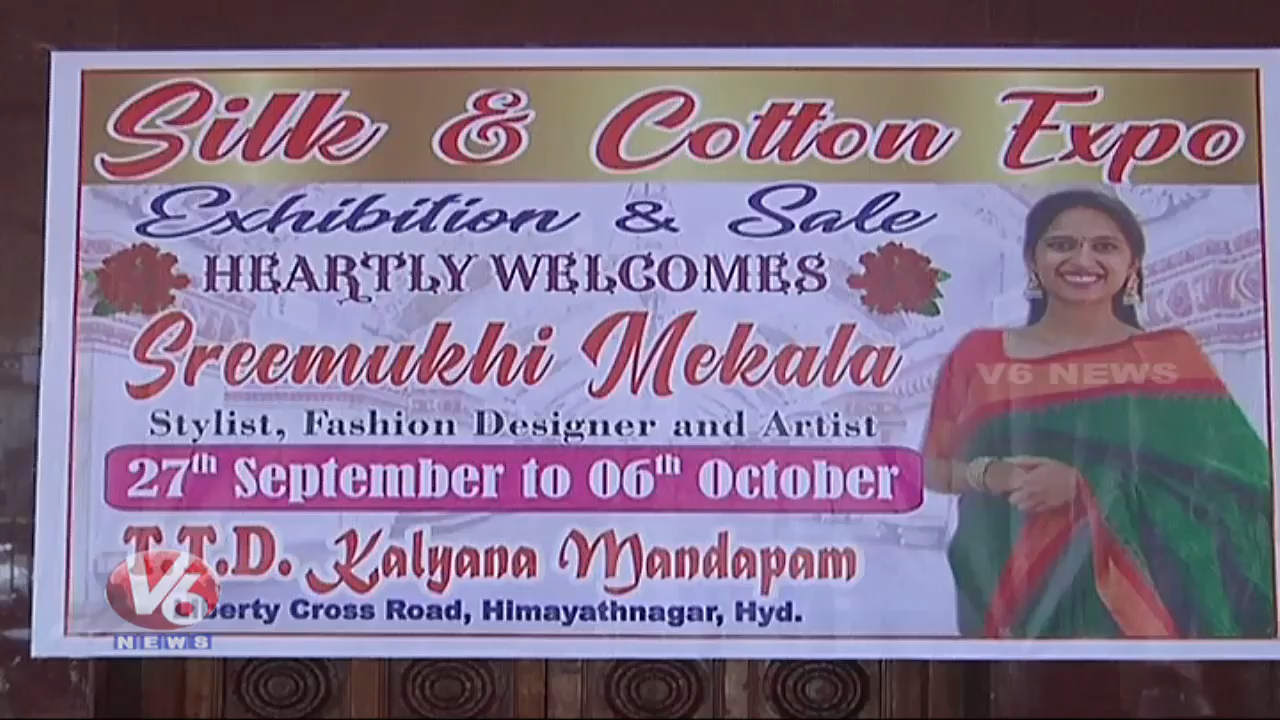 Silk & Cotton Expo
Exhibition & Sale
HEARTLY WELCOMES
Sreemukhi Mekala
Stylist, Fashion Designer and Artist
27th September to 06th October
T.T.D. Kalyana Mandapam
Liberty Cross Road, Himayathnagar, Hyd.
V6 NEWS
V6
NEWS